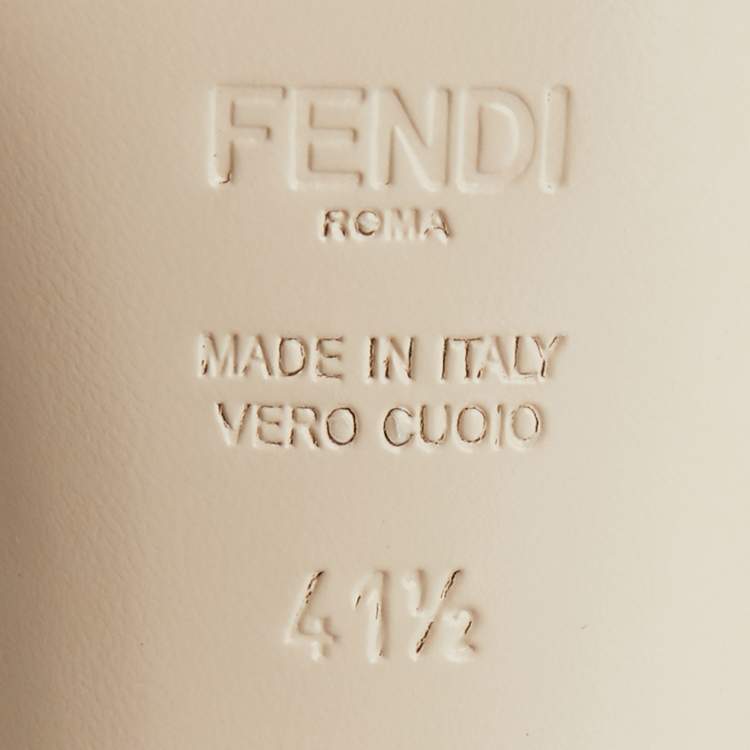 FENDI
ROMA
MADE IN ITALY
VERO CUOIO
41½